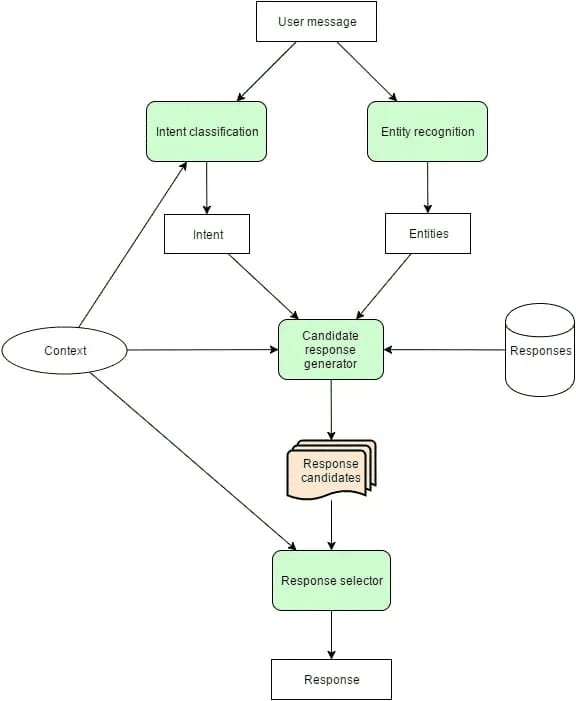 User message
Intent classification
Entity recognition
Intent
Entities
Context
Candidate
response
generator
Responses
Response
candidates
Response selector
Response